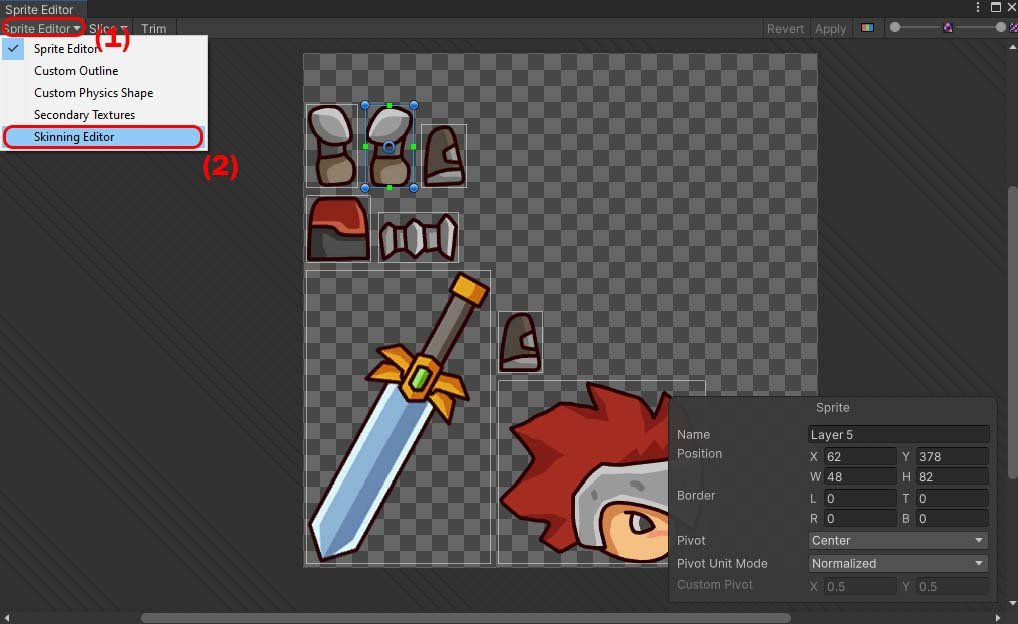 Sprite Editor
Sprite Editor Slice Trim Revert Apply
(1)
Sprite Editor
Custom Outline
Custom Physics Shape
Secondary Textures
Skinning Editor
(2)
Sprite
Name Layer 5
Position X 62 Y 378
W 48 H 82
Border L 0 T 0
R 0 B 0
Pivot Center
Pivot Unit Mode Normalized
Custom Pivot X 0.5 Y 0.5